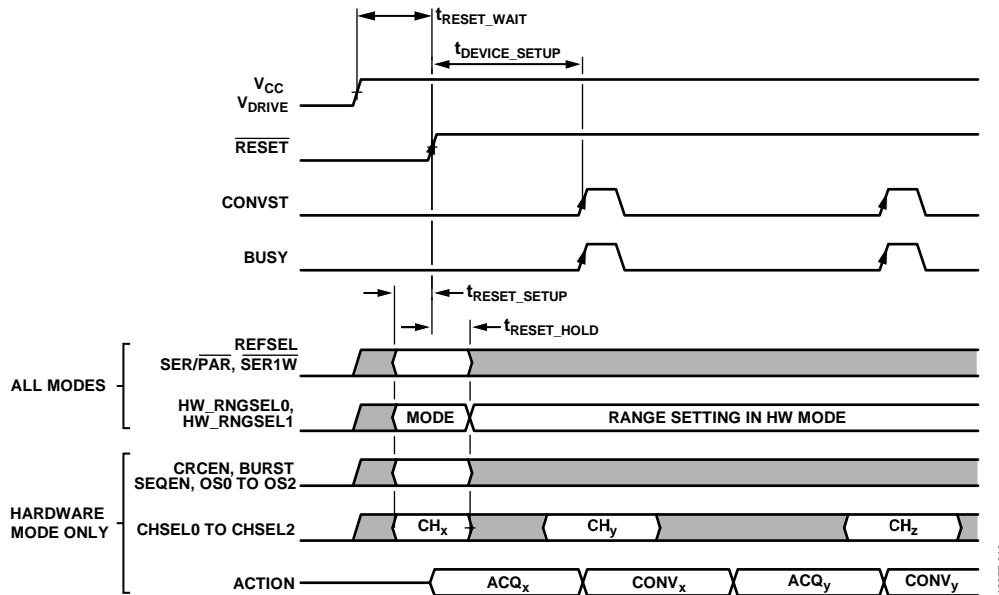 tRESET_WAIT
tDEVICE_SETUP
VCC
VDRIVE
RESET
CONVST
BUSY
tRESET_SETUP
tRESET_HOLD
ALL MODES
REFSEL
SER/PAR, SER1W
HW_RNGSEL0,
HW_RNGSEL1
MODE
RANGE SETTING IN HW MODE
HARDWARE
MODE ONLY
CRCEN, BURST
SEQEN, OS0 TO OS2
CHSEL0 TO CHSEL2
CHx
CHy
CHz
ACTION
ACQx
CONVx
ACQy
CONVy